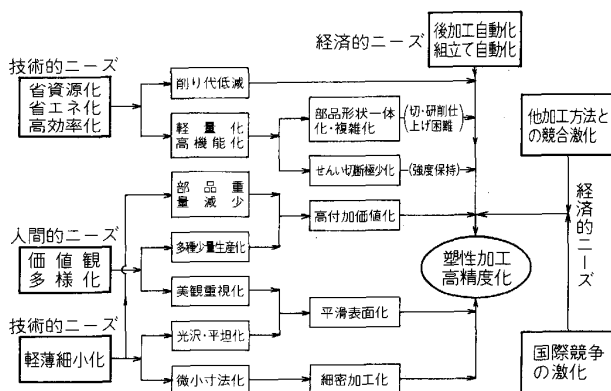 経済的ニーズ
後加工自動化
組立て自動化
技術的ニーズ
省資源化
省エネ化
高効率化
削り代低減
軽量化
高機能化
部品形状一体
化・複雑化
(切・研削仕
上げ困難)
せんい切断極少化
(強度保持)
他加工方法と
の競合激化
部品重
量減少
高付加価値化
経済的ニーズ
人間的ニーズ
価値観
多様化
多種少量生産化
美観重視化
塑性加工
高精度化
技術的ニーズ
軽薄細小化
光沢・平坦化
平滑表面化
微小寸法化
細密加工化
国際競争
の激化